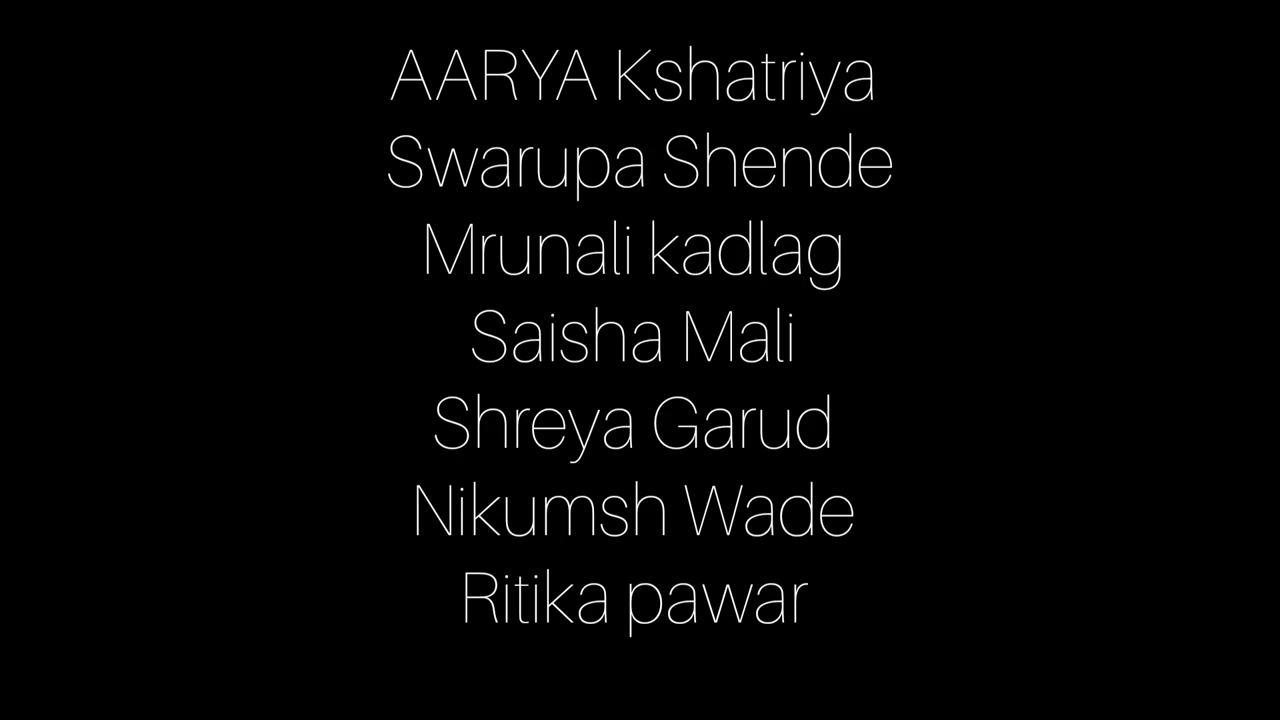 AARYA Kshatriya
Swarupa Shende
Mrunali kadlag
Saisha Mali
Shreya Garud
Nikumsh Wade
Ritika pawar